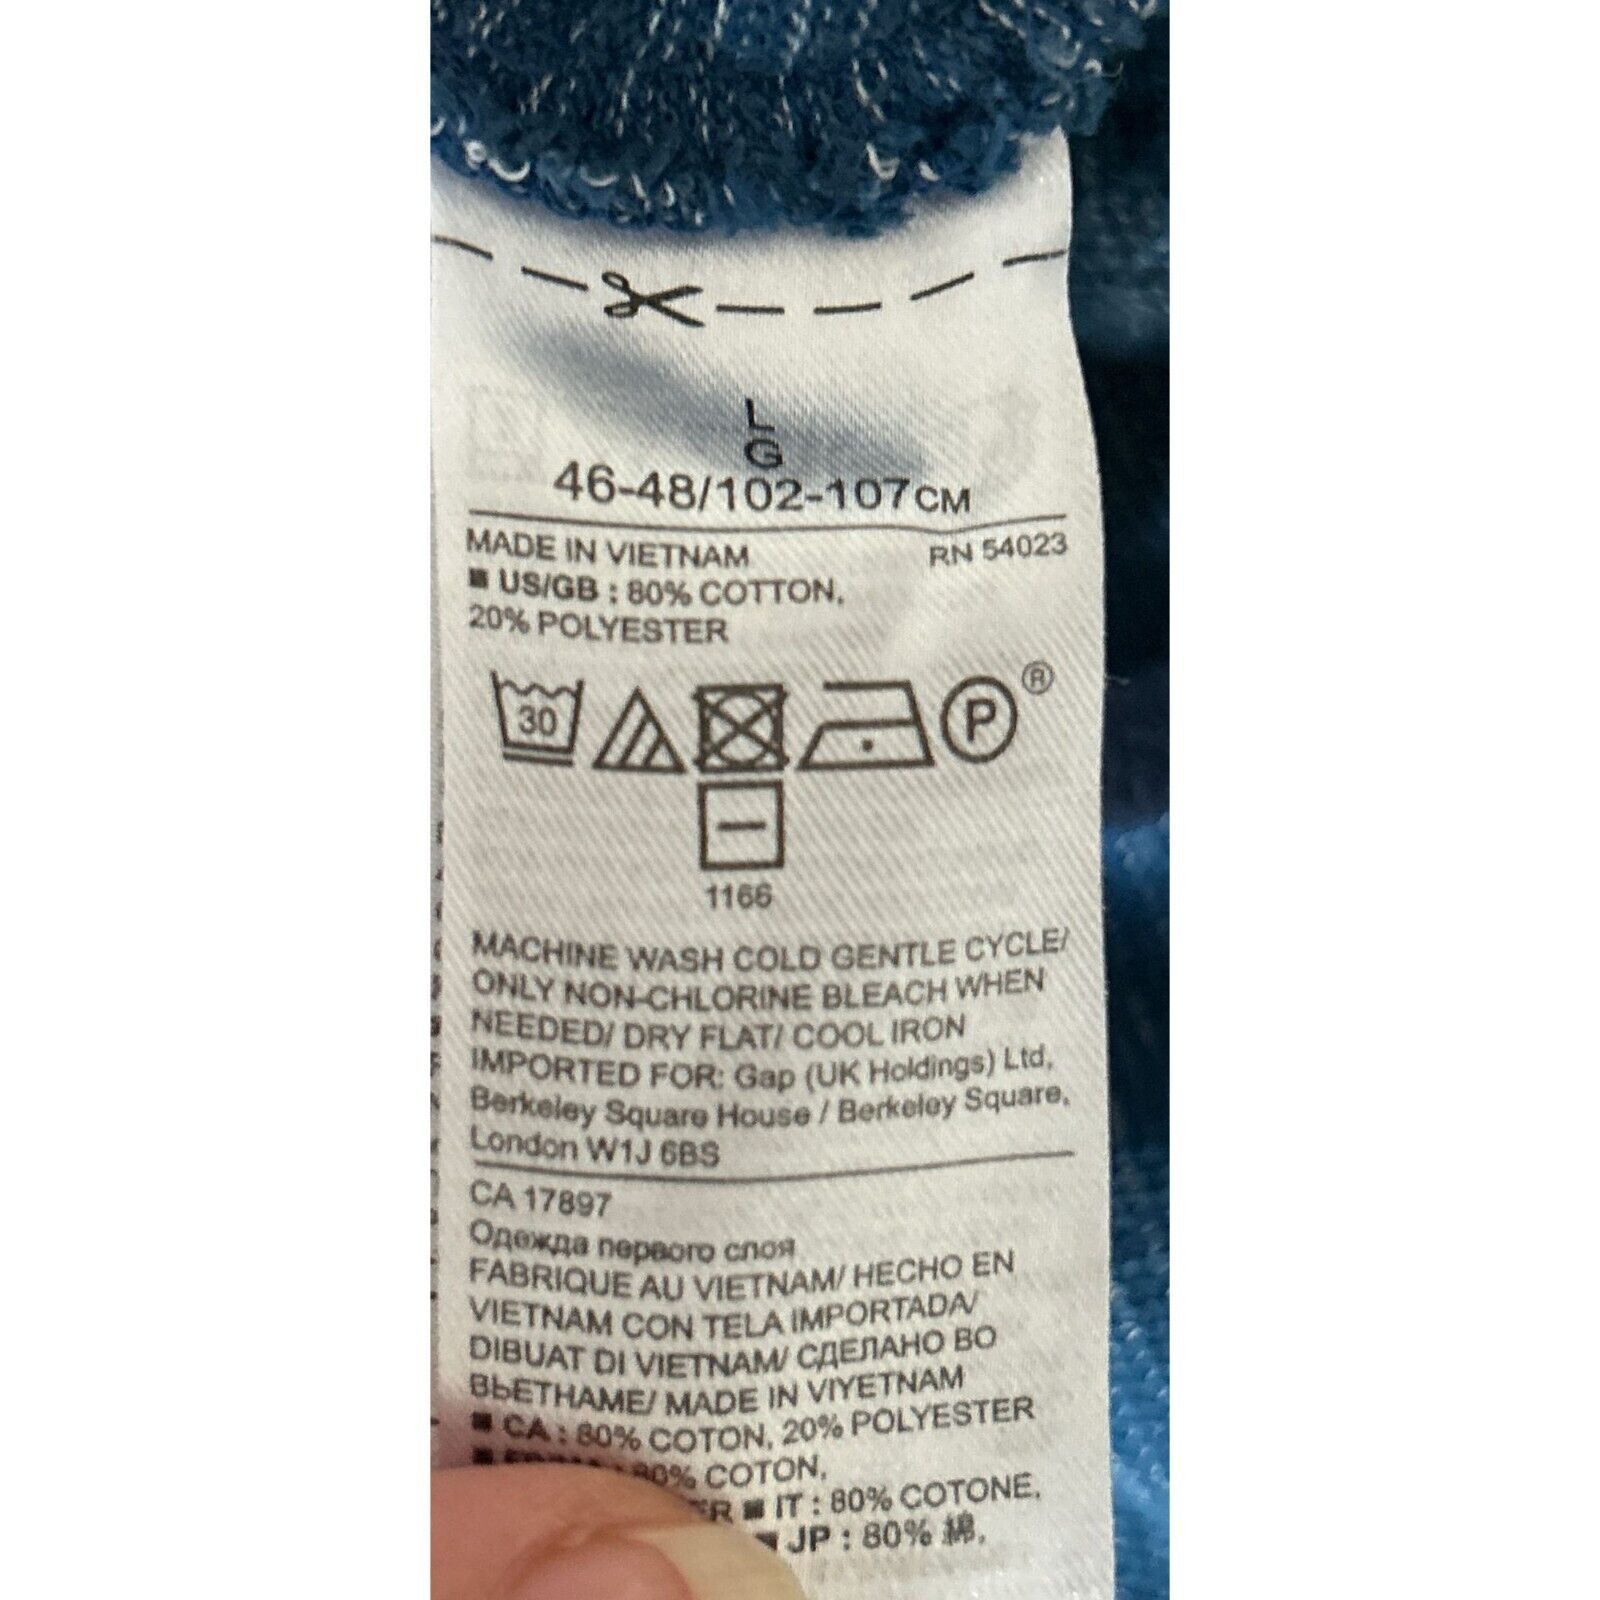 L
G
46-48/102-107CM
MADE IN VIETNAM RN 54023
■ US/GB : 80% COTTON,
20% POLYESTER
30 P ®
1166
MACHINE WASH COLD GENTLE CYCLE/
ONLY NON-CHLORINE BLEACH WHEN
NEEDED/ DRY FLAT/ COOL IRON
IMPORTED FOR: Gap (UK Holdings) Ltd,
Berkeley Square House / Berkeley Square,
London W1J 6BS
CA 17897
Одежда первого слоя
FABRIQUE AU VIETNAM/ HECHO EN
VIETNAM CON TELA IMPORTADA/
DIBUAT DI VIETNAM/ СДЕЛАНО ВО
ВЬЕТНАМЕ/ MADE IN VIYETNAM
■ CA : 80% COTON, 20% POLYESTER
80% COTON,
■ IT : 80% COTONE,
JP : 80% 綿,